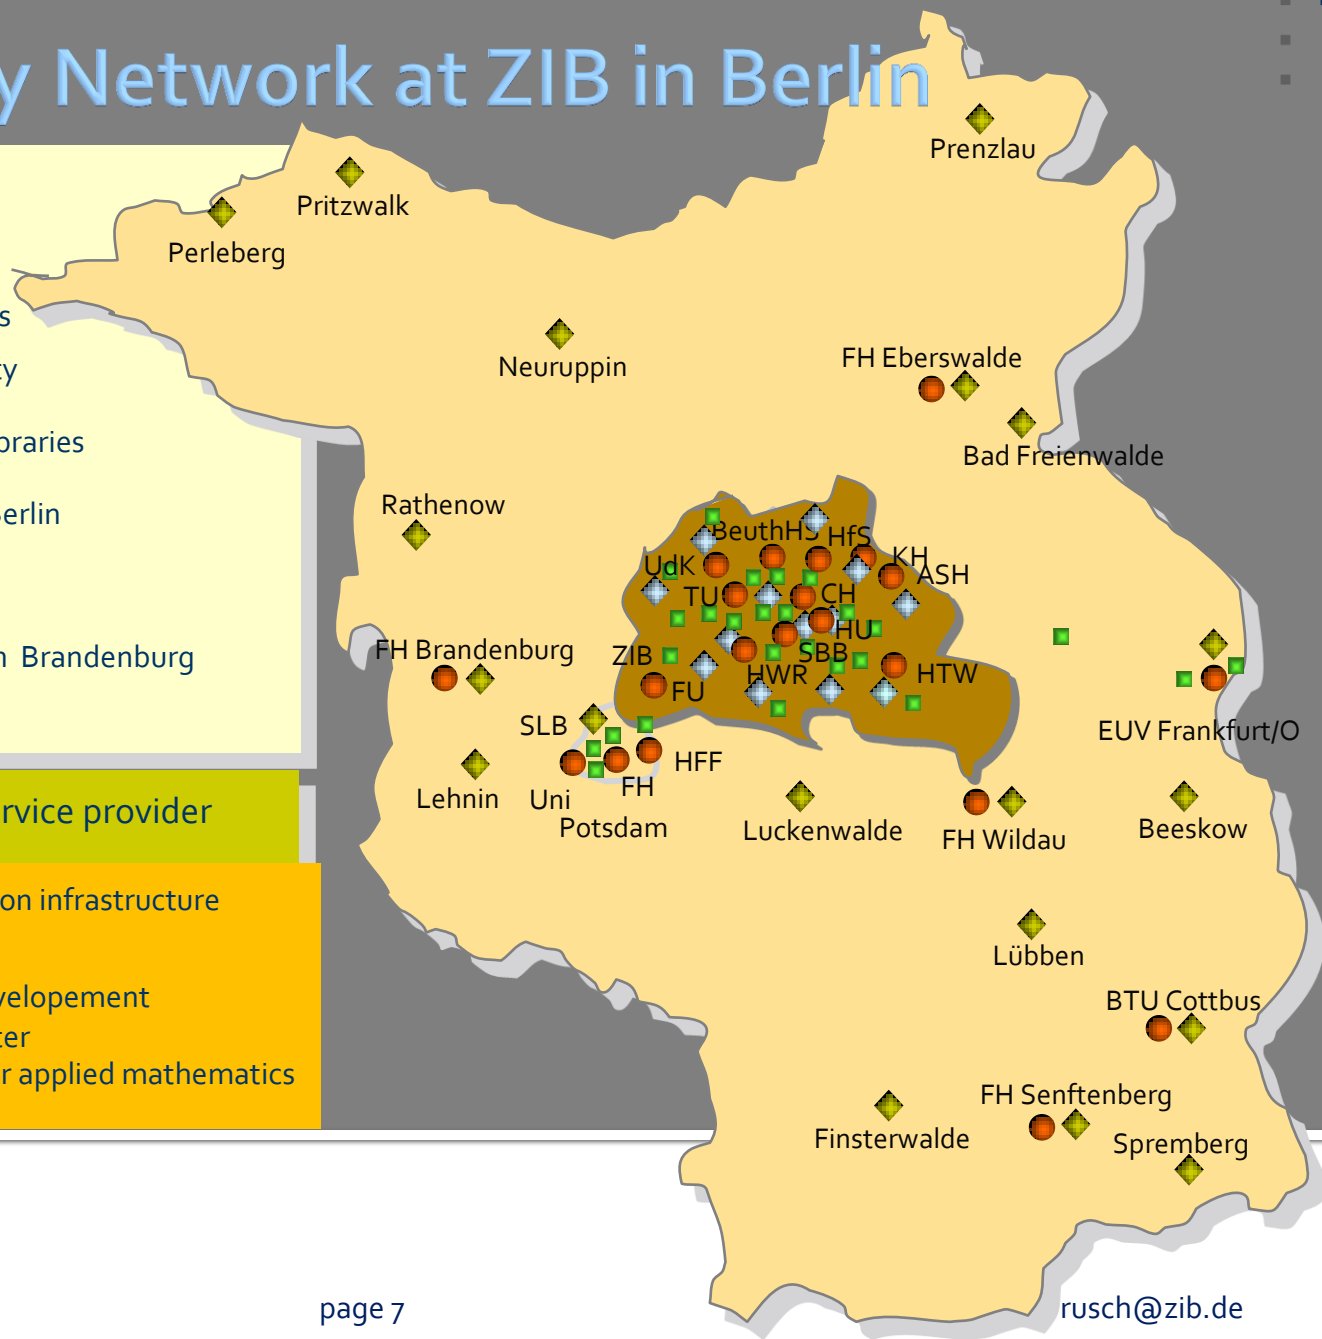 y Network at ZIB in Berlin
Prenzlau
Pritzwalk
Perleberg
s
ty
Neuruppin
FH Eberswalde
braries
Bad Freienwalde
Berlin
Rathenow
BeuthHS
HfS
KH
UdK
ASH
TU
CH
HU
n Brandenburg
FH Brandenburg
ZIB
SBB
HWR
HTW
FU
SLB
EUV Frankfurt/O
HFF
FH
Lehnin
Uni
Potsdam
Luckenwalde
FH Wildau
Beeskow
rvice provider
on infrastructure
Lübben
velopement
BTU Cottbus
ter
r applied mathematics
FH Senftenberg
Finsterwalde
Spremberg
page 7
rusch@zib.de